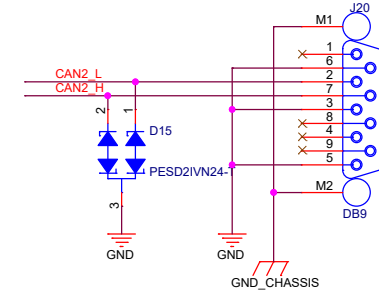 J20
M1
1
6
CAN2_L
2
CAN2_H
7
3
2
1
8
D15
4
9
PESD2IVN24-
5
3
M2
DB9
GND
GND
GND_CHASSIS